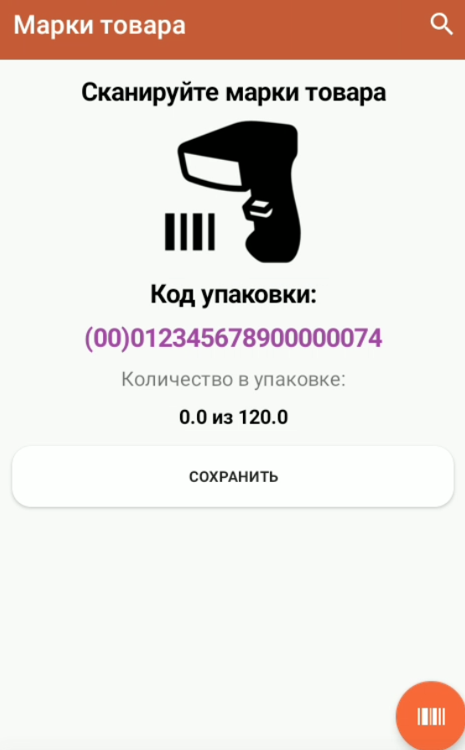 Марки товара
Сканируйте марки товара
Код упаковки:
(00)012345678900000074
Количество в упаковке:
0.0 из 120.0
СОХРАНИТЬ